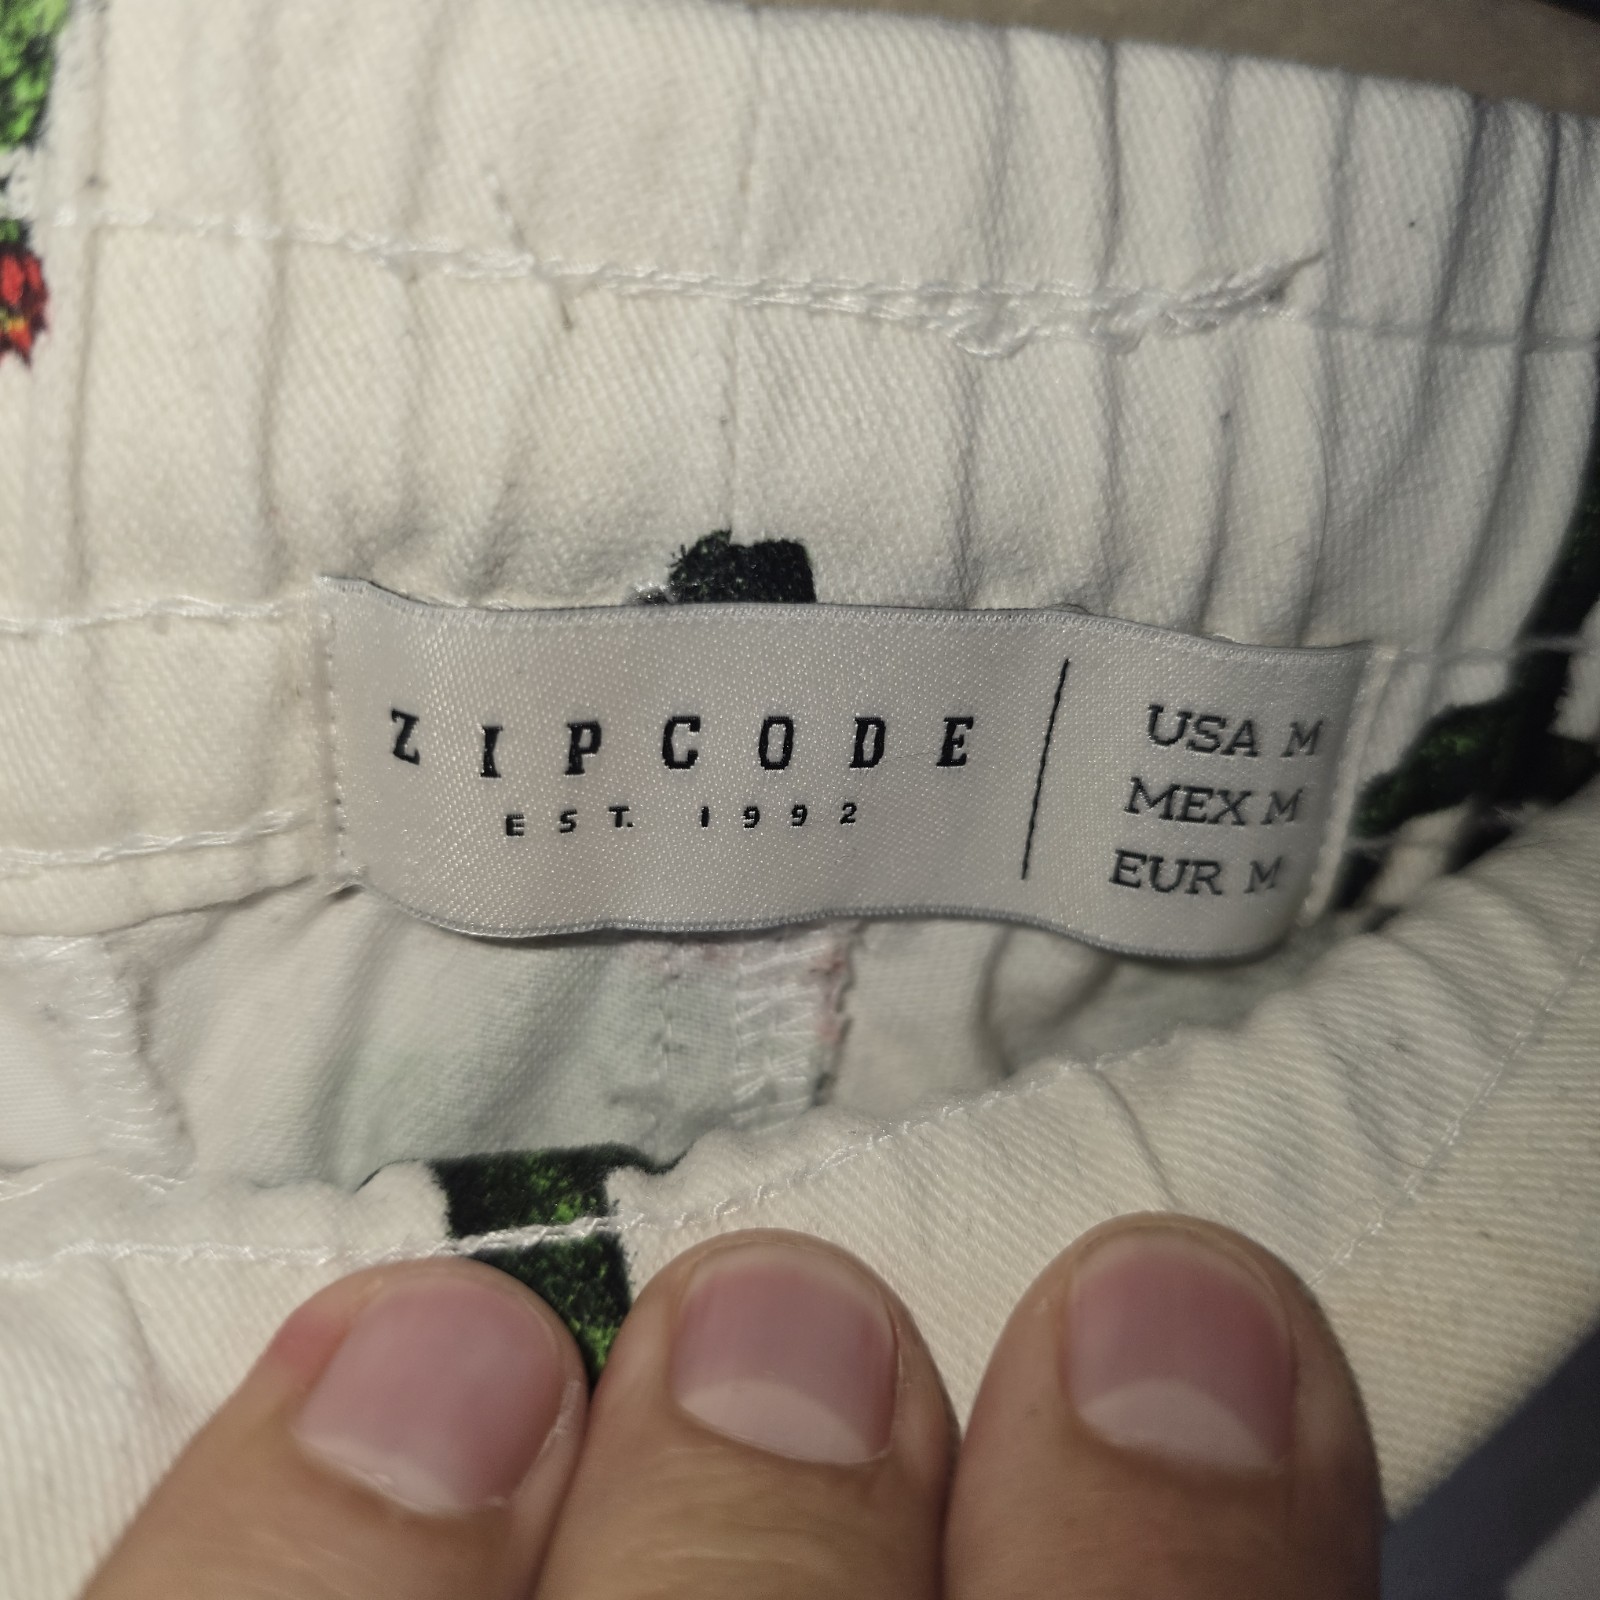 ZIPCODE
EST. 1992
USA M
MEX M
EUR M